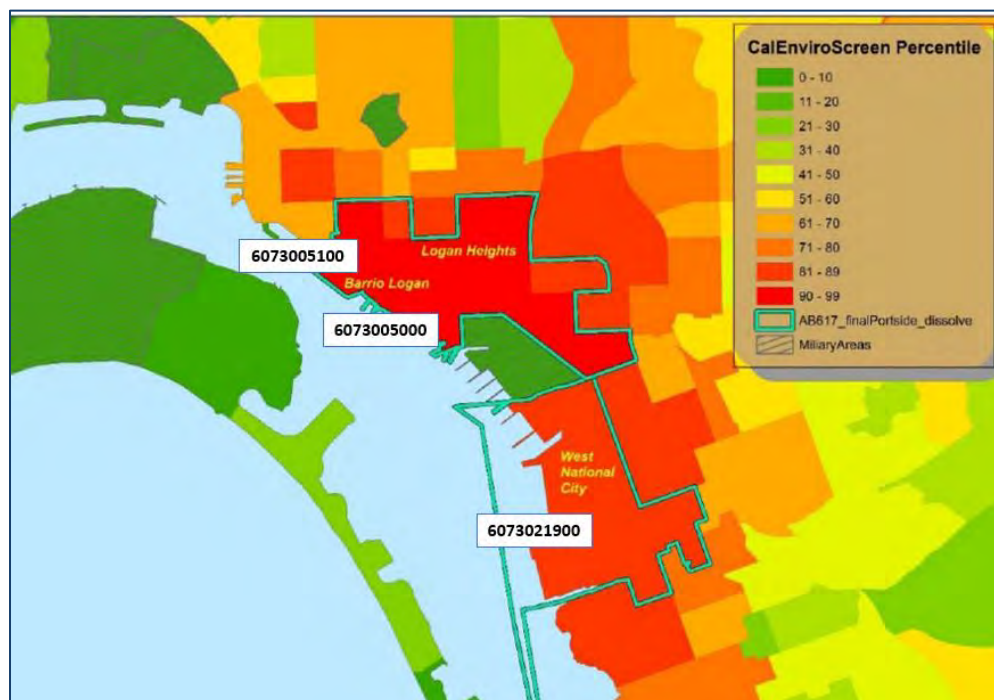 CalEnviroScreen Percentile
0 - 10
11 - 20
21 - 30
31 - 40
41 - 50
51 - 60
61 - 70
71 - 80
81 - 89
90 - 99
AB617_finalPortside_dissolve
MiliaryAreas
6073005100
Logan Heights
Barrio Logan
6073005000
West
National
City
6073021900